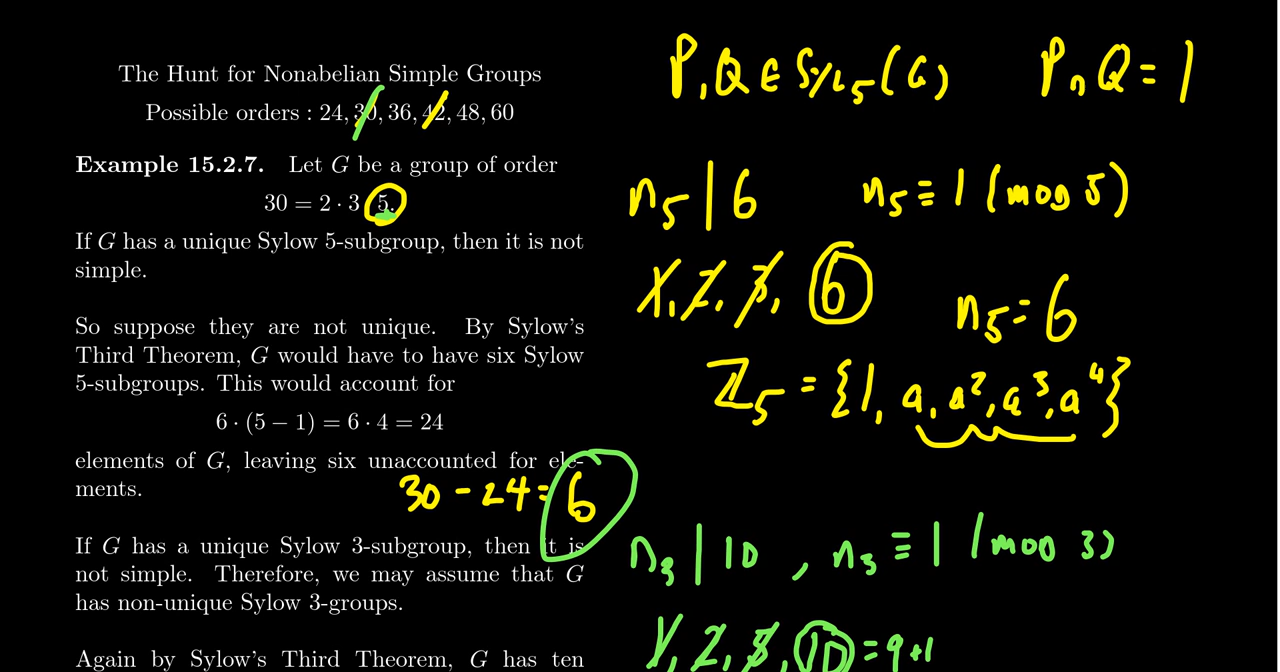 The Hunt for Nonabelian Simple Groups
Possible orders : 24, 30, 36, 42, 48, 60
Example 15.2.7. Let G be a group of order
30 = 2 · 3 · 5.
If G has a unique Sylow 5-subgroup, then it is not
simple.
So suppose they are not unique. By Sylow's
Third Theorem, G would have to have six Sylow
5-subgroups. This would account for
6 · (5 − 1) = 6 · 4 = 24
elements of G, leaving six unaccounted for ele-
ments.
30 - 24 = 6
If G has a unique Sylow 3-subgroup, then it is
not simple. Therefore, we may assume that G
has non-unique Sylow 3-groups.
Again by Sylow's Third Theorem, G has ten
P, Q ∈ Syl₅(G) P ∩ Q = 1
n₅ | 6 n₅ ≡ 1 (mod 5)
1, 2, 3, 6 n₅ = 6
ℤ₅ = {1, a, a², a³, a⁴}
n₃ | 10 , n₃ ≡ 1 (mod 3)
1, 2, 5, 10 = 9+1